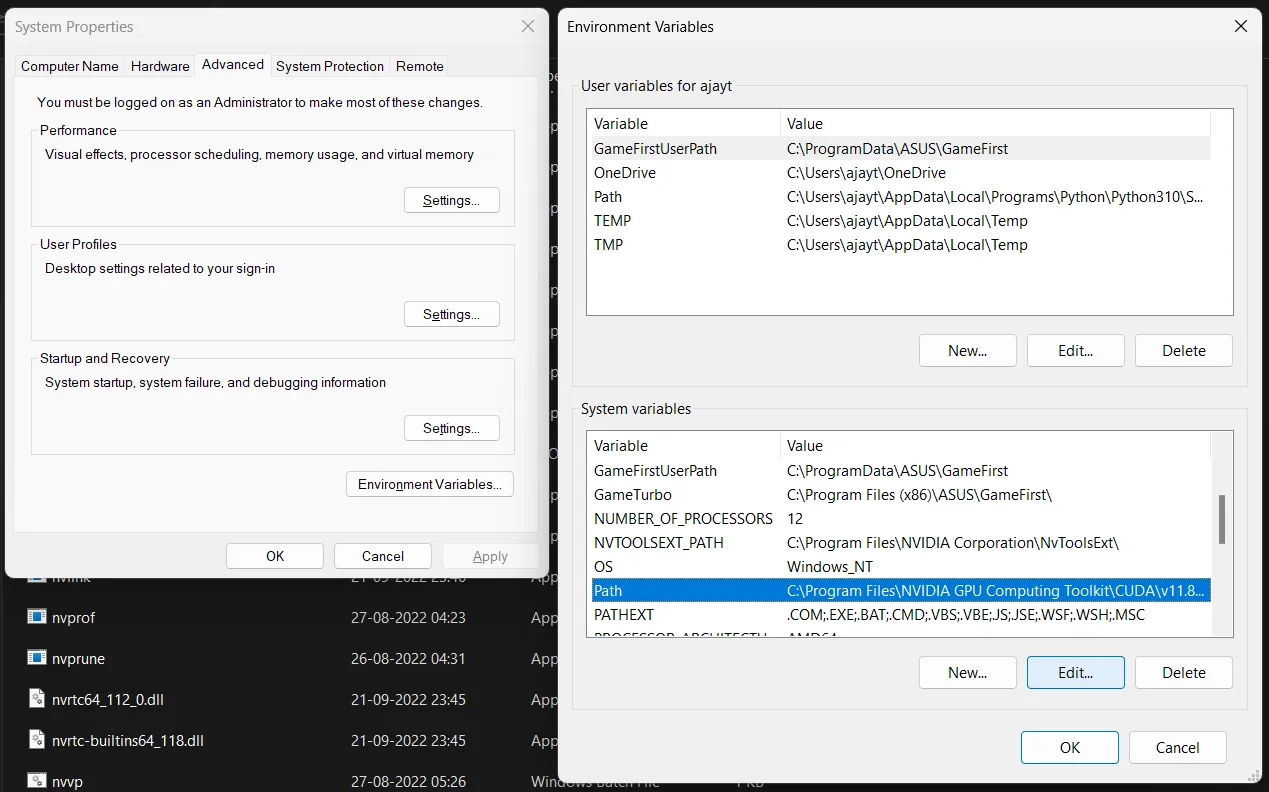 System Properties
Computer Name Hardware Advanced System Protection Remote
You must be logged on as an Administrator to make most of these changes.
Performance
Visual effects, processor scheduling, memory usage, and virtual memory
Settings...
User Profiles
Desktop settings related to your sign-in
Settings...
Startup and Recovery
System startup, system failure, and debugging information
Settings...
Environment Variables...
OK Cancel Apply
Environment Variables
User variables for ajayt
Variable Value
GameFirstUserPath C:\ProgramData\ASUS\GameFirst
OneDrive C:\Users\ajayt\OneDrive
Path C:\Users\ajayt\AppData\Local\Programs\Python\Python310\S...
TEMP C:\Users\ajayt\AppData\Local\Temp
TMP C:\Users\ajayt\AppData\Local\Temp
New... Edit... Delete
System variables
Variable Value
GameFirstUserPath C:\ProgramData\ASUS\GameFirst
GameTurbo C:\Program Files (x86)\ASUS\GameFirst\
NUMBER_OF_PROCESSORS 12
NVTOOLSEXT_PATH C:\Program Files\NVIDIA Corporation\NvToolsExt\
OS Windows_NT
Path C:\Program Files\NVIDIA GPU Computing Toolkit\CUDA\v11.8...
PATHEXT .COM;.EXE;.BAT;.CMD;.VBS;.VBE;.JS;.JSE;.WSF;.WSH;.MSC
PROCESSOR_ARCHITECTU AMD64
New... Edit... Delete
OK Cancel
nvlink 21-09-2022 23:46 App
nvprof 27-08-2022 04:23 App
nvprune 26-08-2022 04:31 App
nvrtc64_112_0.dll 21-09-2022 23:45 App
nvrtc-builtins64_118.dll 21-09-2022 23:45 App
nvvp 27-08-2022 05:26 Windows Batch File 1 KB